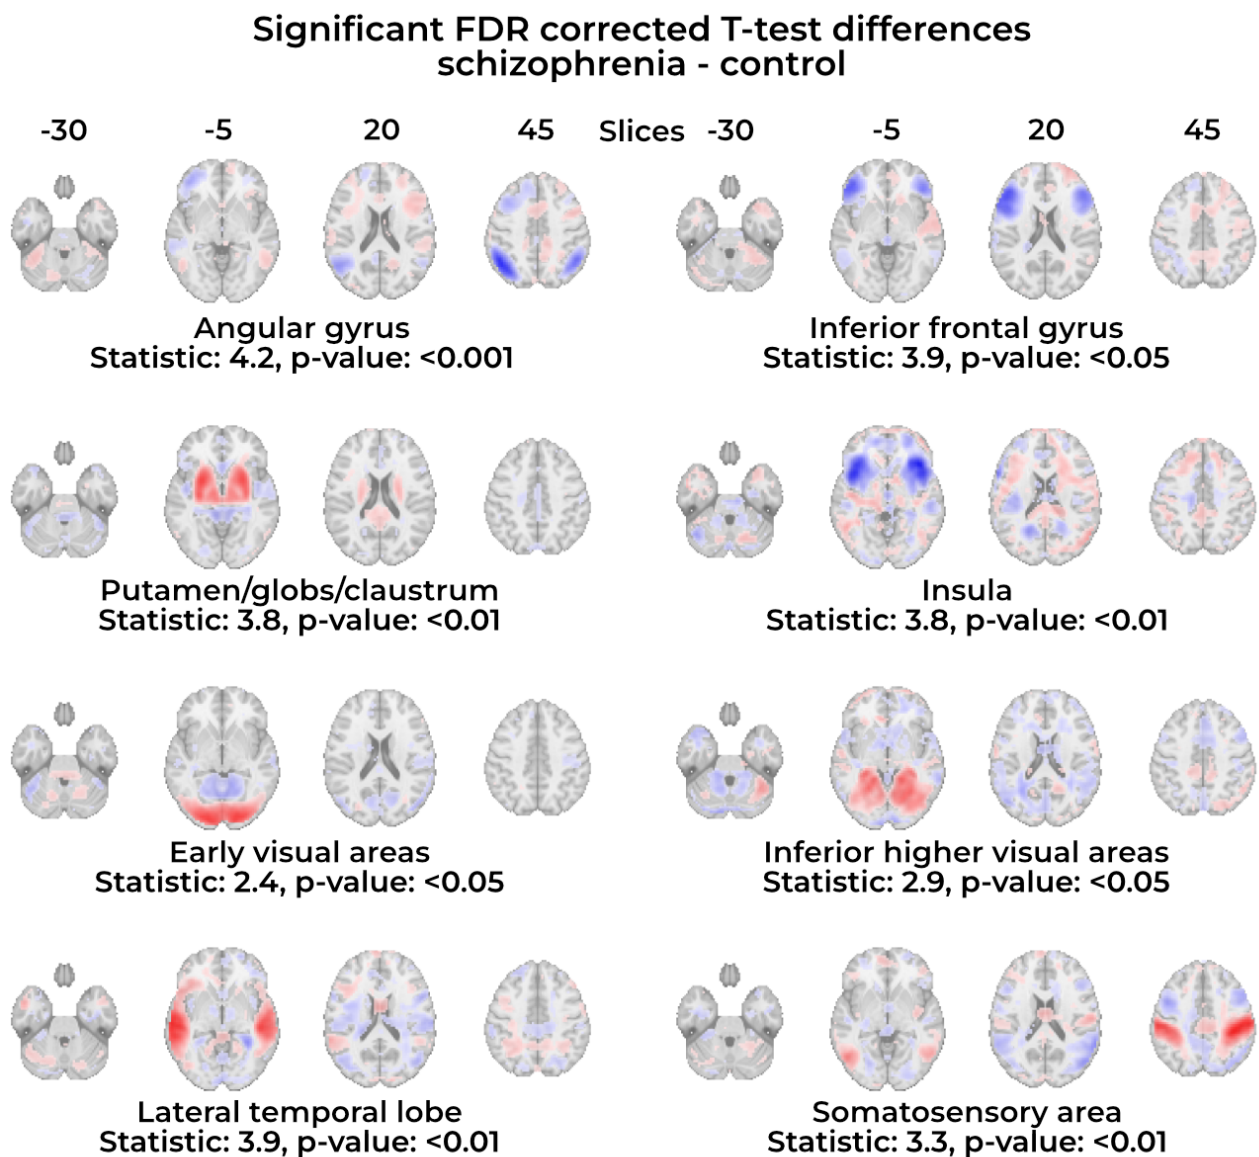 Significant FDR corrected T-test differences
schizophrenia - control
-30 -5 20 45 Slices -30 -5 20 45
Angular gyrus
Statistic: 4.2, p-value: <0.001
Inferior frontal gyrus
Statistic: 3.9, p-value: <0.05
Putamen/globs/claustrum
Statistic: 3.8, p-value: <0.01
Insula
Statistic: 3.8, p-value: <0.01
Early visual areas
Statistic: 2.4, p-value: <0.05
Inferior higher visual areas
Statistic: 2.9, p-value: <0.05
Lateral temporal lobe
Statistic: 3.9, p-value: <0.01
Somatosensory area
Statistic: 3.3, p-value: <0.01